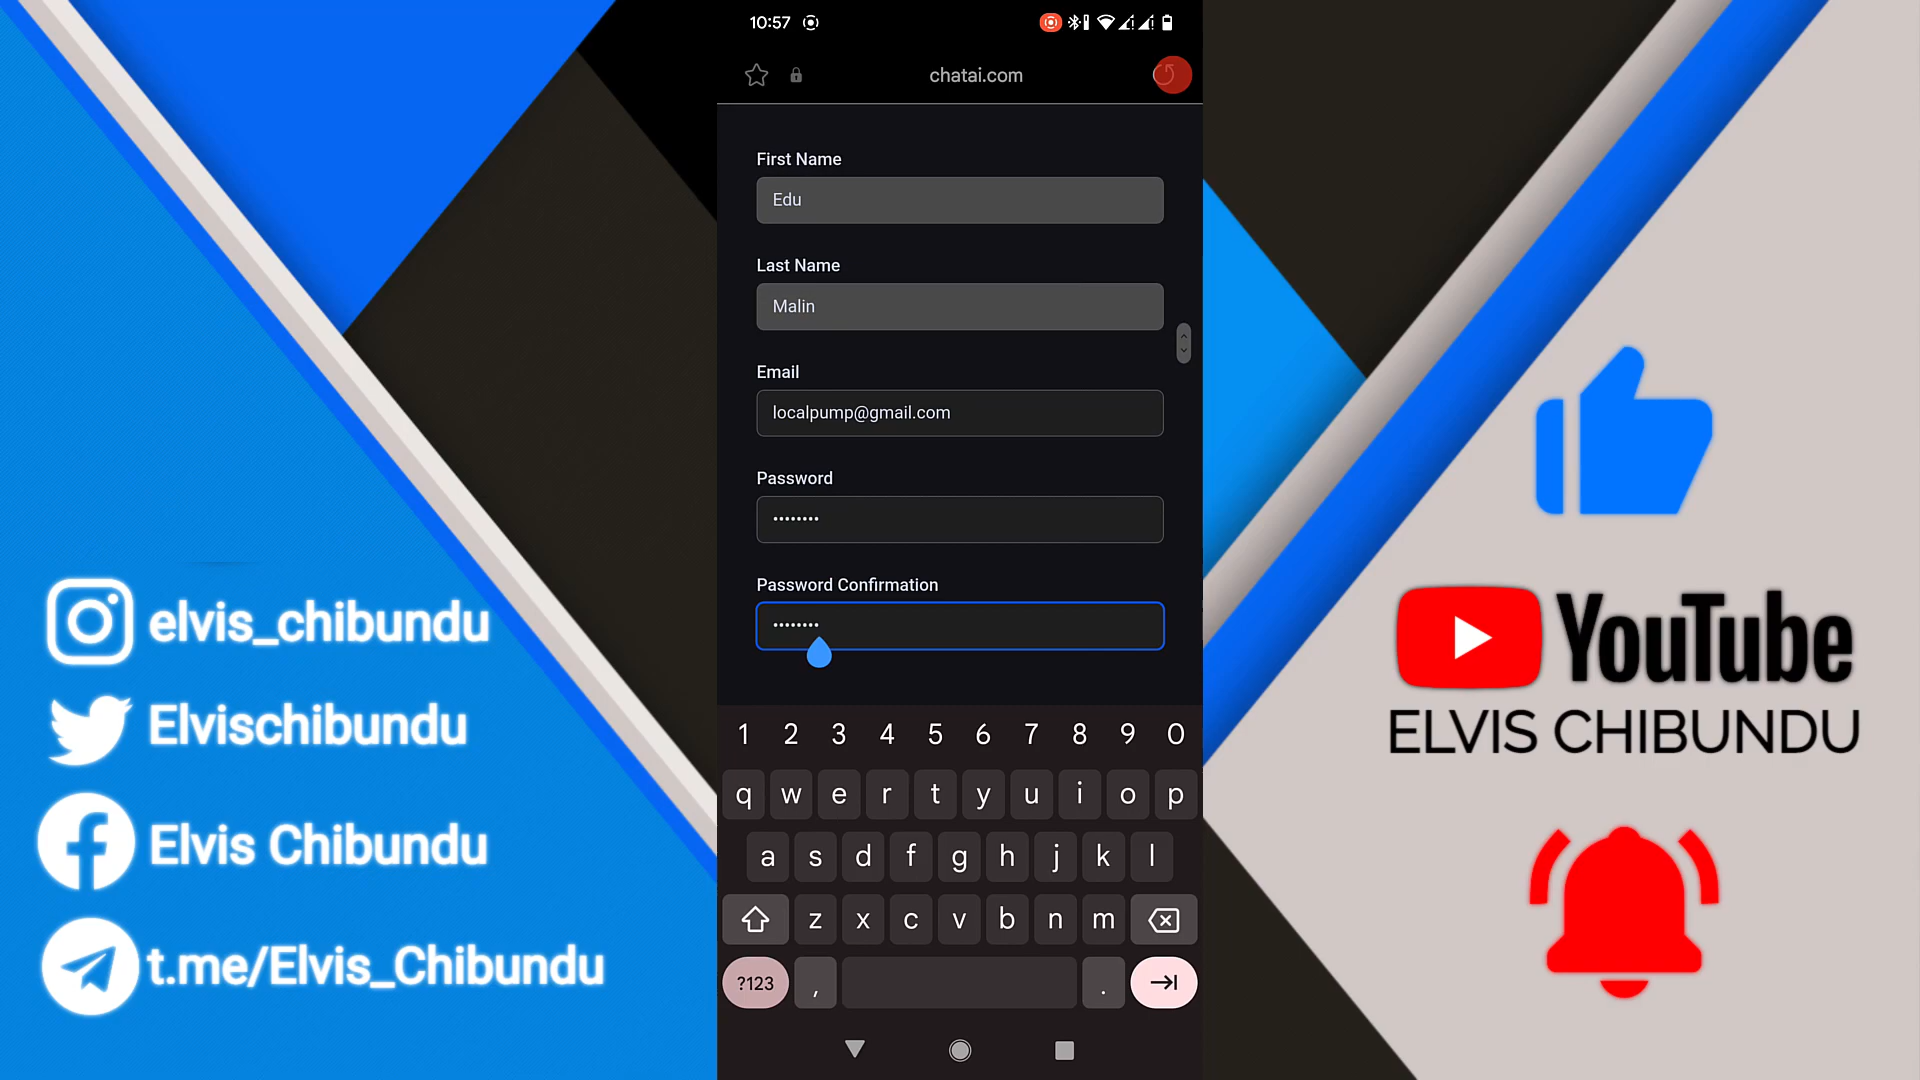 10:57
chatai.com
First Name
Edu
Last Name
Malin
Email
localpump@gmail.com
Password
••••••••
Password Confirmation
••••••••
1 2 3 4 5 6 7 8 9 0
q w e r t y u i o p
a s d f g h j k l
z x c v b n m
?123 , .
elvis_chibundu
Elvischibundu
Elvis Chibundu
t.me/Elvis_Chibundu
YouTube
ELVIS CHIBUNDU